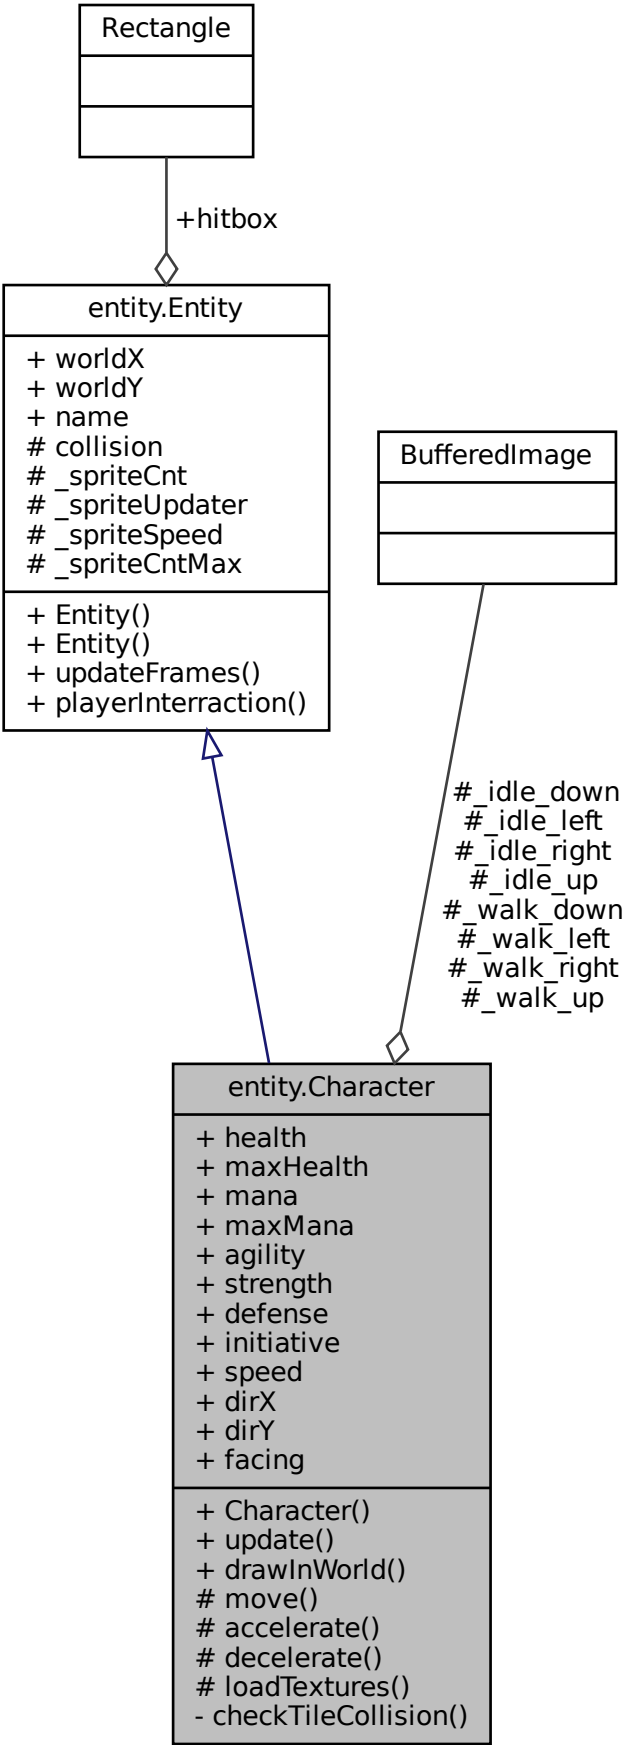 Rectangle
+hitbox
entity.Entity
+ worldX
+ worldY
+ name
# collision
# _spriteCnt
# _spriteUpdater
# _spriteSpeed
# _spriteCntMax
+ Entity()
+ Entity()
+ updateFrames()
+ playerInterraction()
BufferedImage
#_idle_down
#_idle_left
#_idle_right
#_idle_up
#_walk_down
#_walk_left
#_walk_right
#_walk_up
entity.Character
+ health
+ maxHealth
+ mana
+ maxMana
+ agility
+ strength
+ defense
+ initiative
+ speed
+ dirX
+ dirY
+ facing
+ Character()
+ update()
+ drawInWorld()
# move()
# accelerate()
# decelerate()
# loadTextures()
- checkTileCollision()